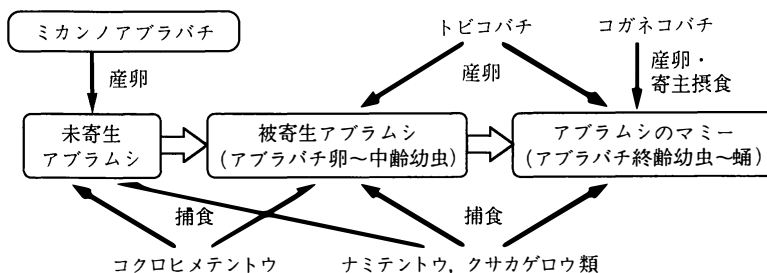 ミカンノアブラバチ
トビコバチ
コガネコバチ
産卵
産卵
産卵・
寄主摂食
未寄生
アブラムシ
被寄生アブラムシ
(アブラバチ卵〜中齢幼虫)
アブラムシのマミー
(アブラバチ終齢幼虫〜蛹)
捕食
捕食
コクロヒメテントウ
ナミテントウ, クサカゲロウ類